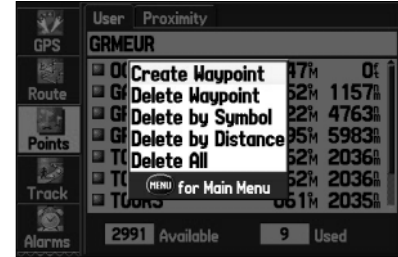 User Proximity
GPS
GRMEUR
Create Waypoint
Delete Waypoint
Delete by Symbol
Delete by Distance
Delete All
MENU for Main Menu
Route
Points
Track
Alarms
1157
4763
5983
2036
2036
TOURS 2035
2991 Available 9 Used